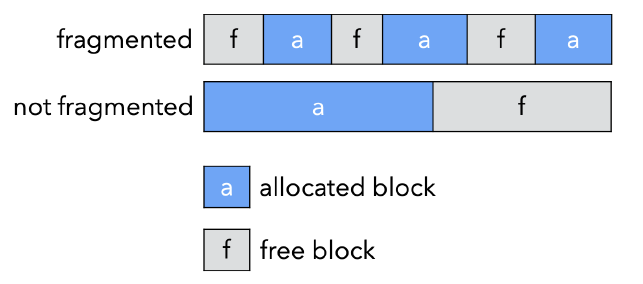 fragmented f a f a f a
not fragmented a f
a allocated block
f free block